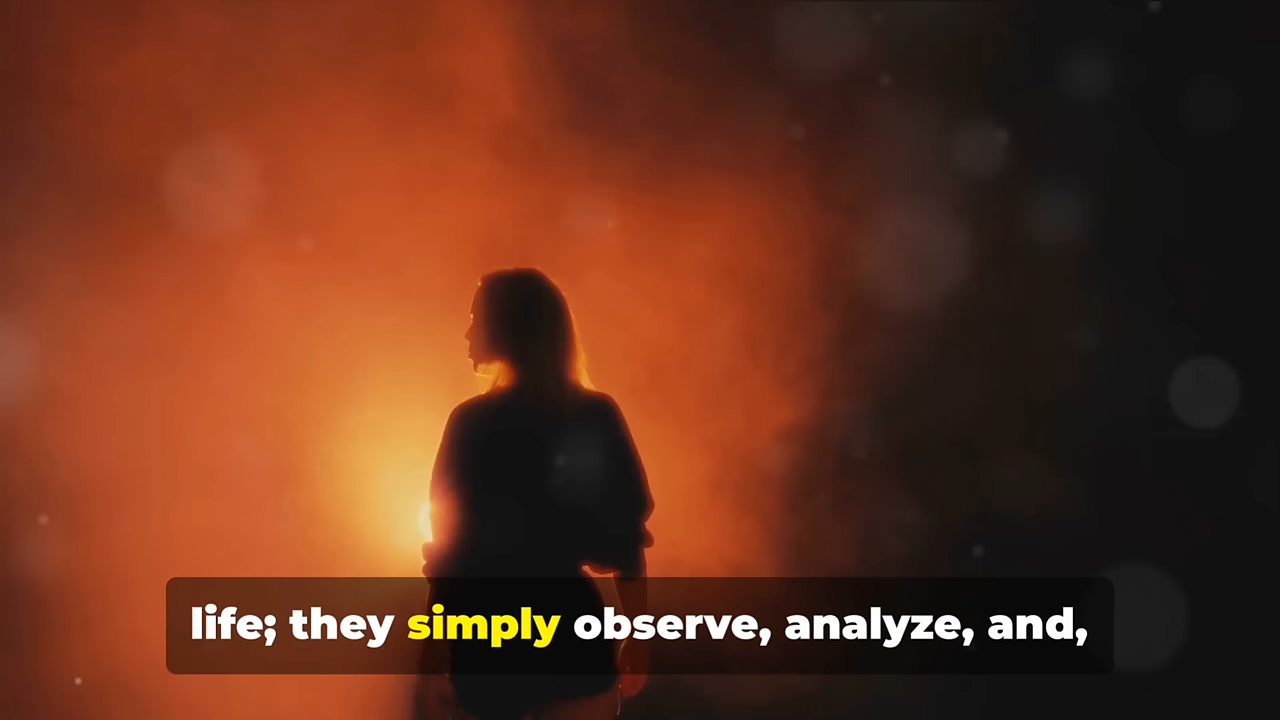 life; they simply observe, analyze, and,